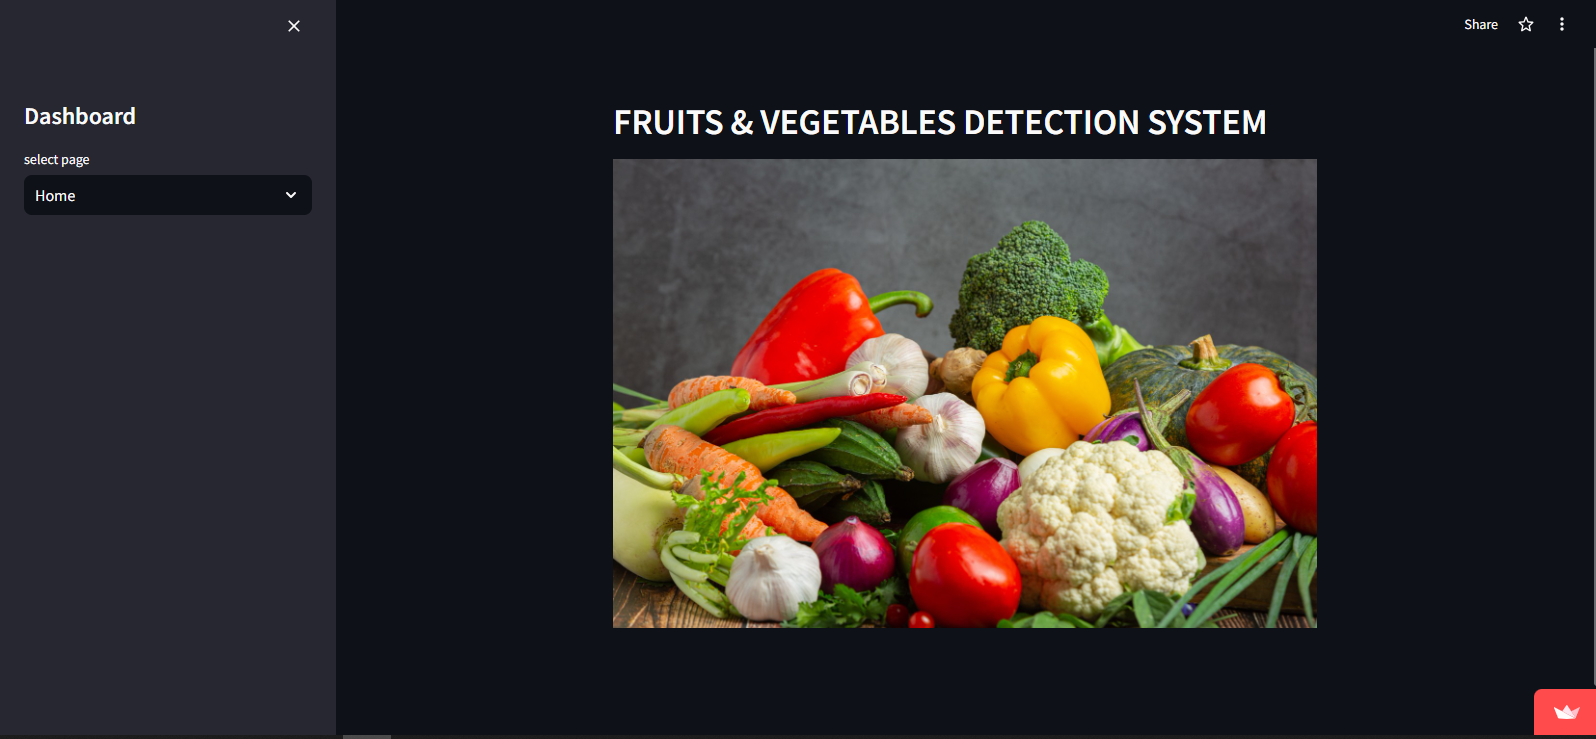 Share
Dashboard
select page
Home
FRUITS & VEGETABLES DETECTION SYSTEM